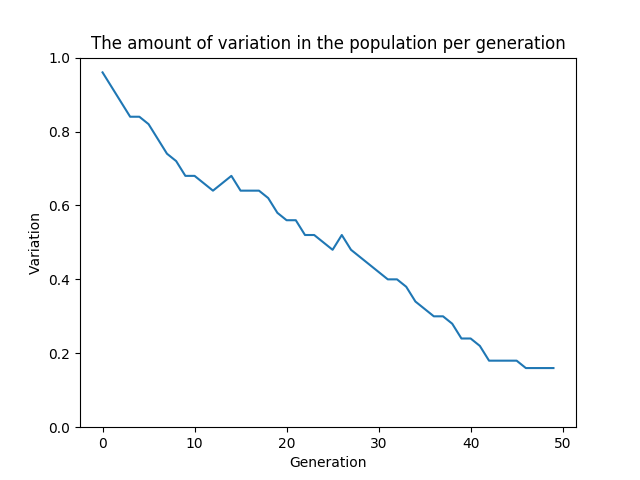 The amount of variation in the population per generation
1.0
0.8
0.6
0.4
0.2
0.0
Variation
0 10 20 30 40 50
Generation